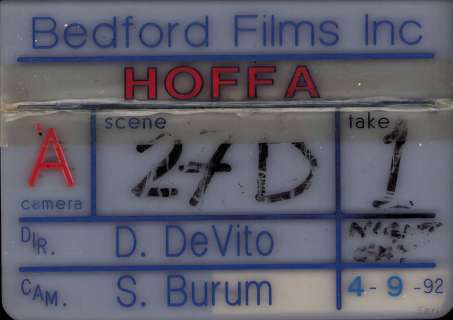 Bedford Films Inc
HOFFA
scene
take
A
27D
1
camera
DIR. D. DeVito
CAM. S. Burum
4-9-92